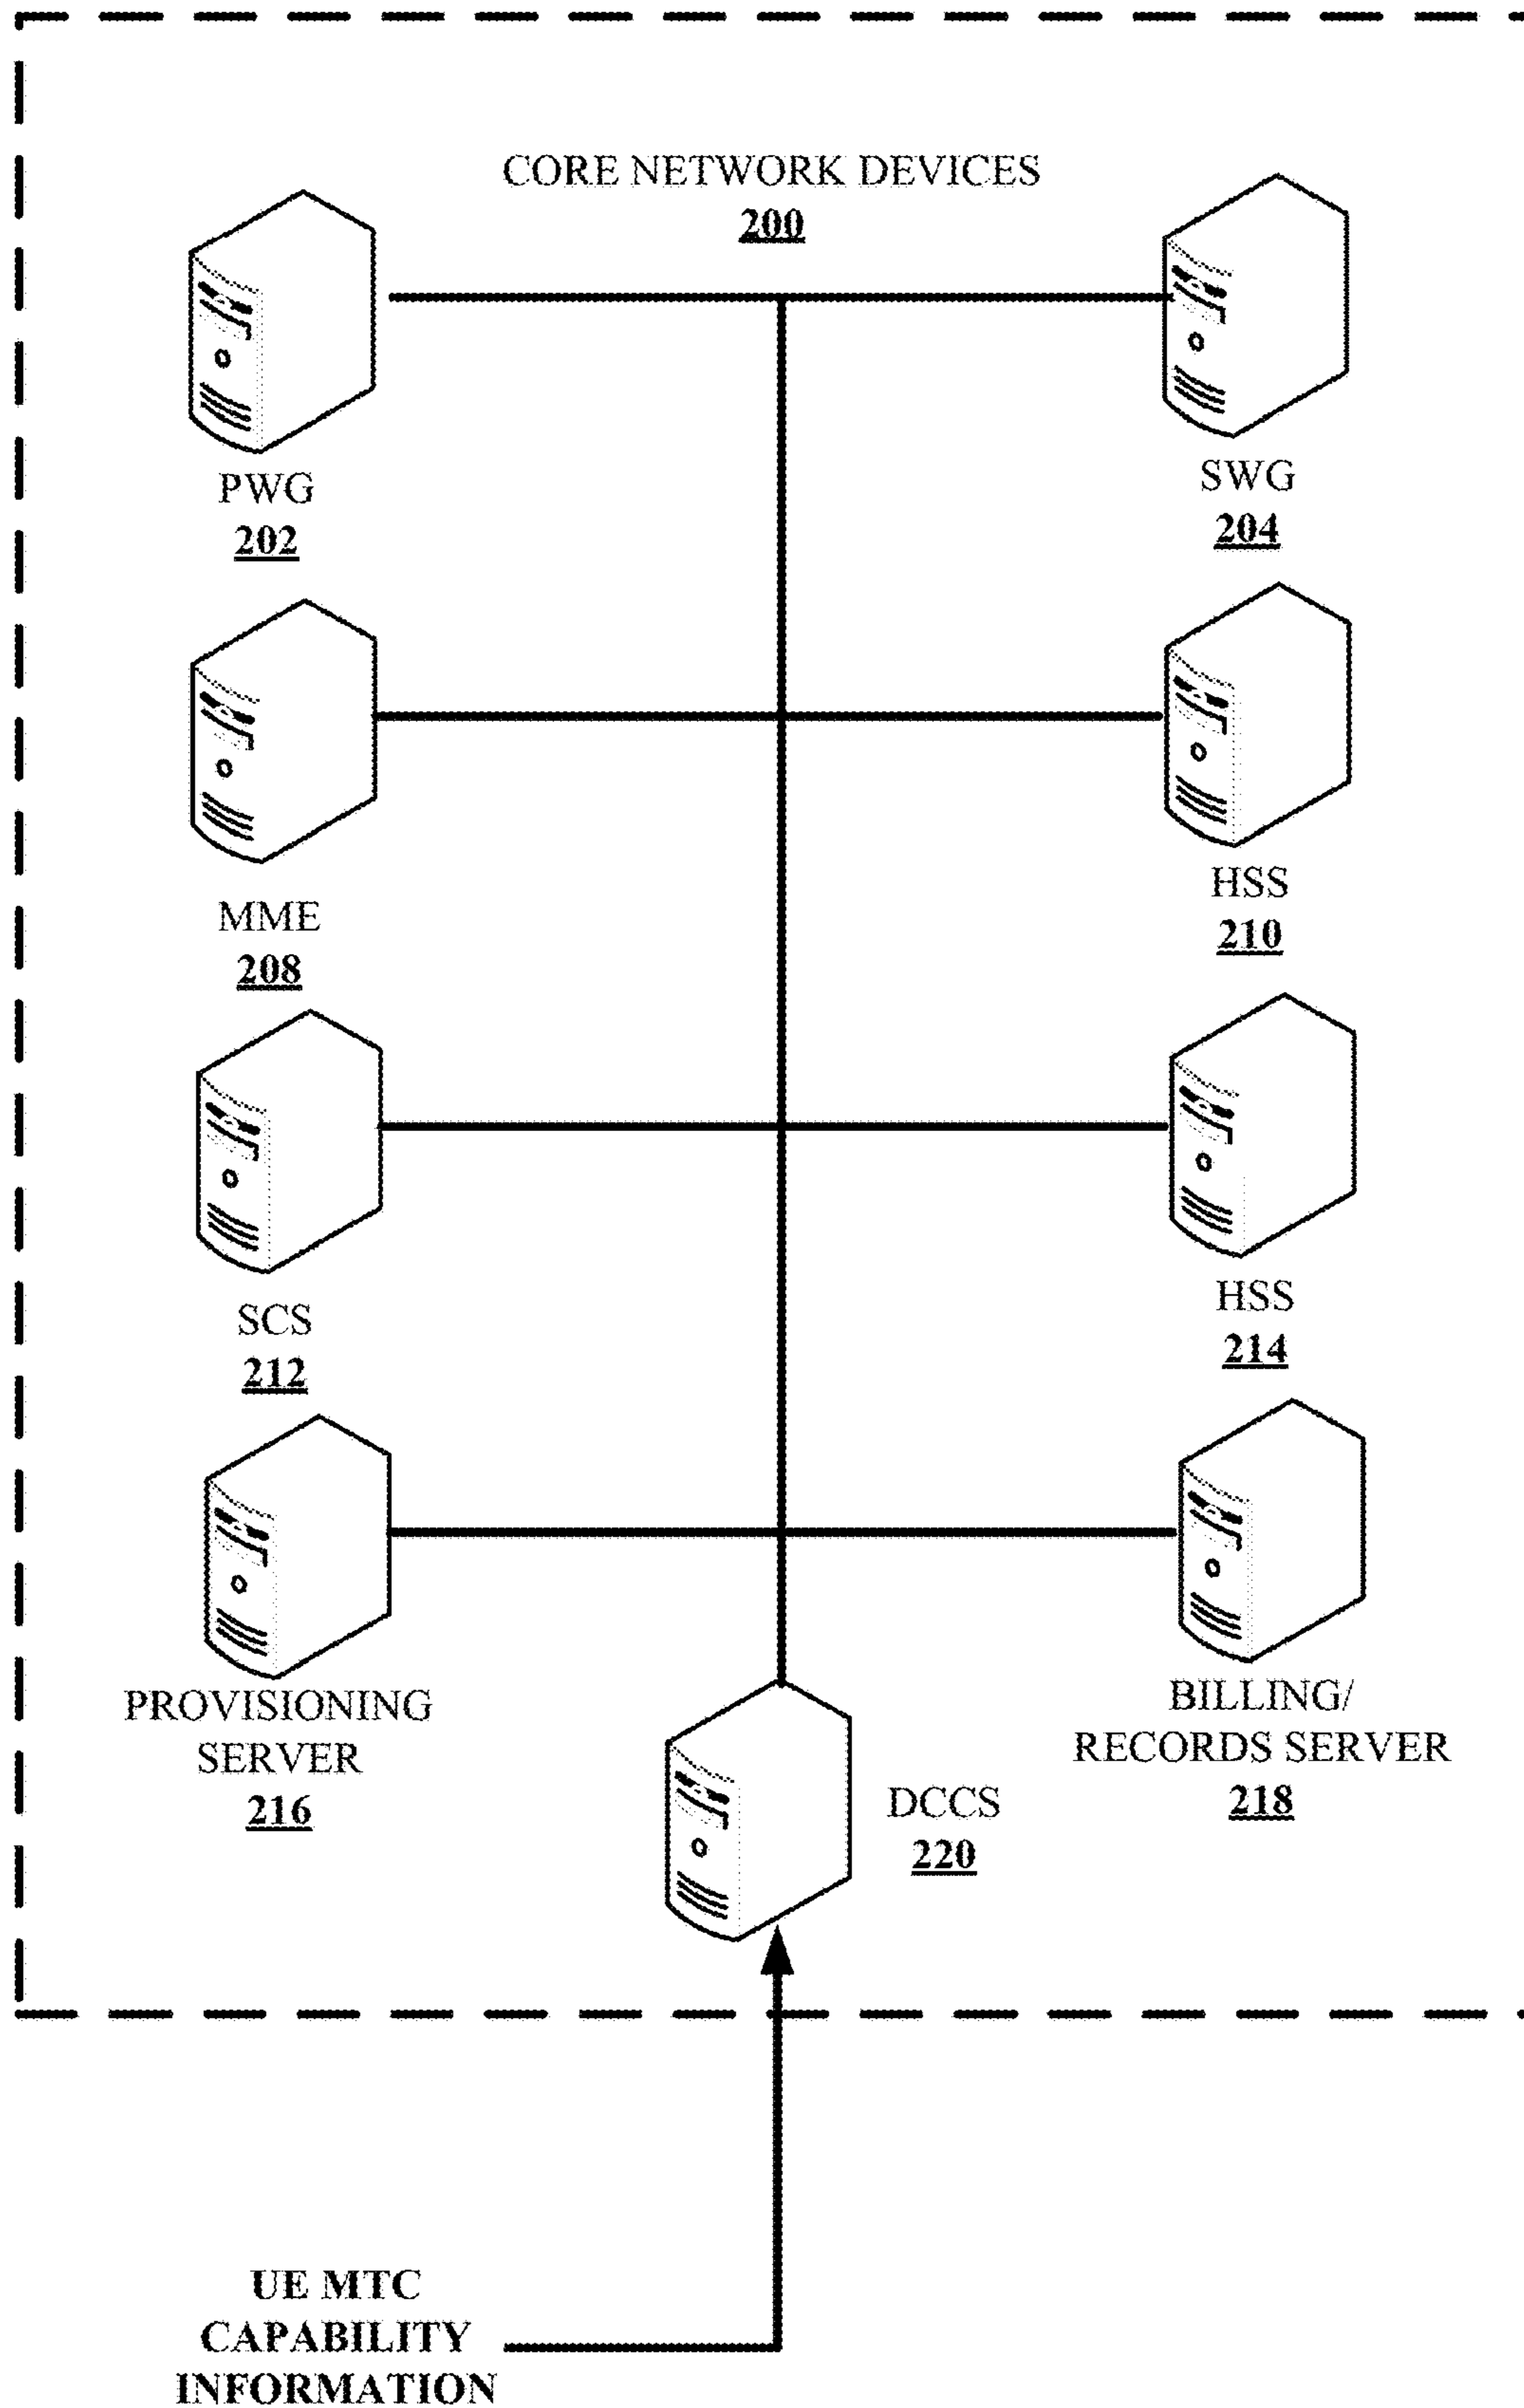 CORE NETWORK DEVICES
200
PWG
202
SWG
204
MME
208
HSS
210
SCS
212
HSS
214
PROVISIONING
SERVER
216
BILLING/
RECORDS SERVER
218
DCCS
220
UE MTC
CAPABILITY
INFORMATION